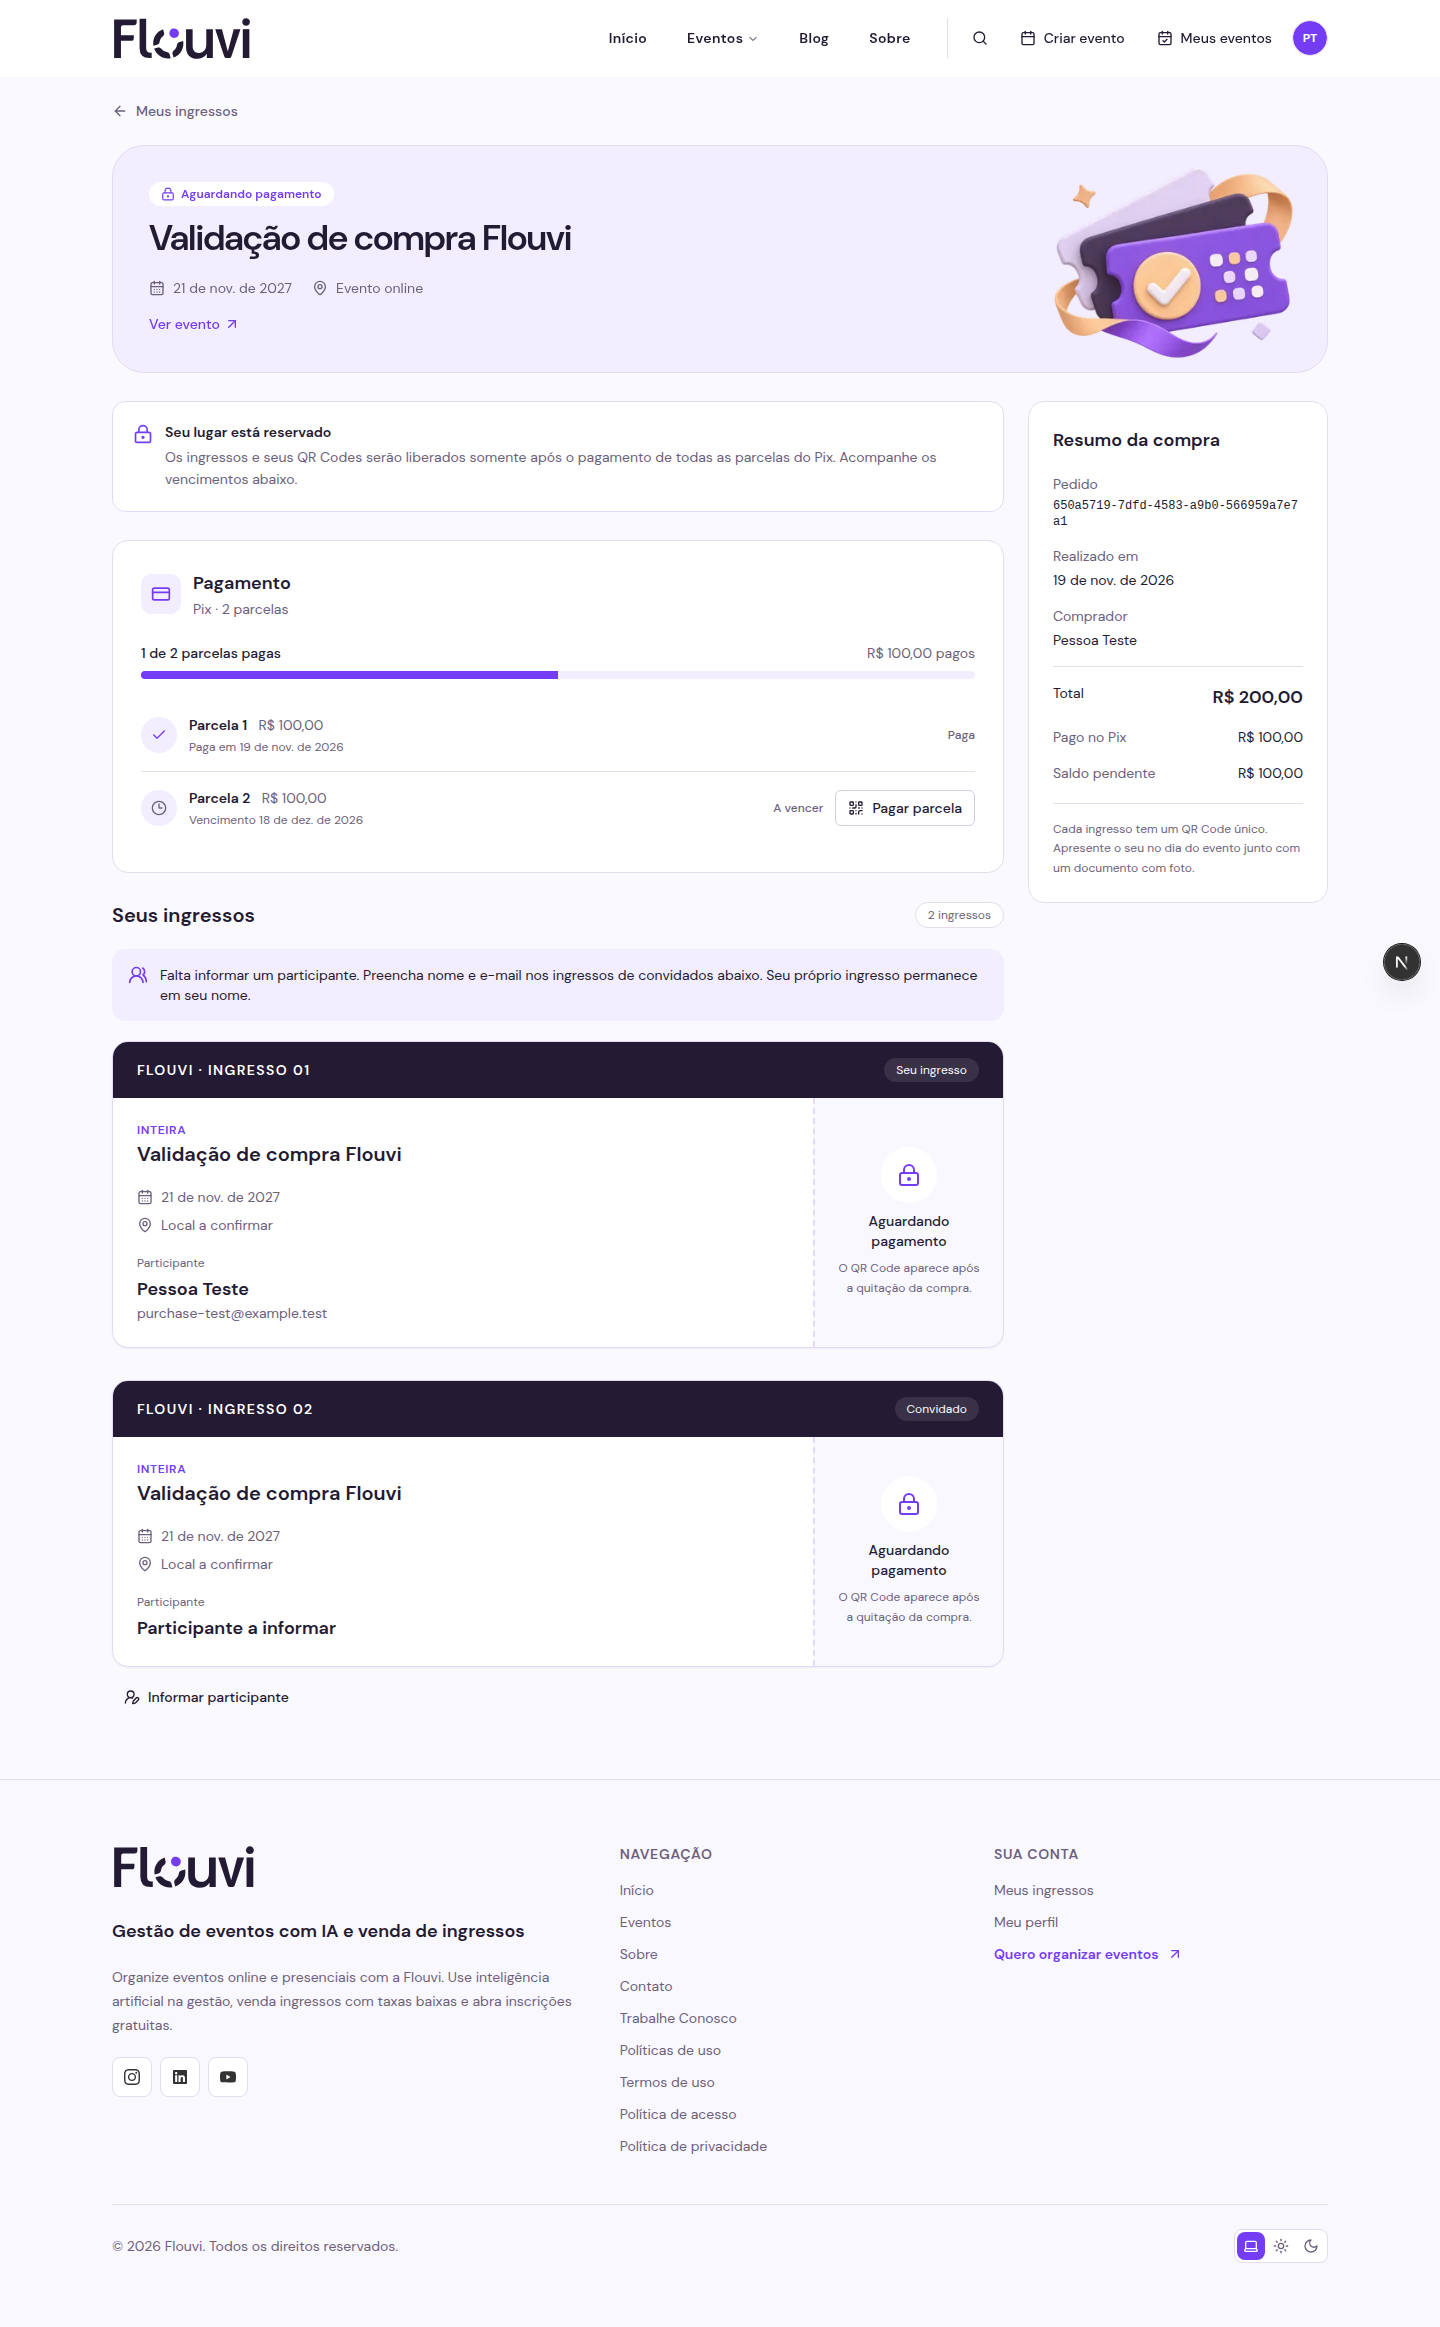 Flouvi
Início
Eventos
Blog
Sobre
Criar evento
Meus eventos
PT
Meus ingressos
Aguardando pagamento
Validação de compra Flouvi
21 de nov. de 2027
Evento online
Ver evento
Seu lugar está reservado
Os ingressos e seus QR Codes serão liberados somente após o pagamento de todas as parcelas do Pix. Acompanhe os
vencimentos abaixo.
Pagamento
Pix · 2 parcelas
1 de 2 parcelas pagas
R$ 100,00 pagos
Parcela 1 R$ 100,00
Paga em 19 de nov. de 2026
Paga
Parcela 2 R$ 100,00
Vencimento 18 de dez. de 2026
A vencer
Pagar parcela
Resumo da compra
Pedido
650a5719-7dfd-4583-a9b0-566959a7e7
a1
Realizado em
19 de nov. de 2026
Comprador
Pessoa Teste
Total R$ 200,00
Pago no Pix R$ 100,00
Saldo pendente R$ 100,00
Cada ingresso tem um QR Code único.
Apresente o seu no dia do evento junto com
um documento com foto.
Seus ingressos
2 ingressos
Falta informar um participante. Preencha nome e e-mail nos ingressos de convidados abaixo. Seu próprio ingresso permanece
em seu nome.
N
FLOUVI · INGRESSO 01
Seu ingresso
INTEIRA
Validação de compra Flouvi
21 de nov. de 2027
Local a confirmar
Participante
Pessoa Teste
purchase-test@example.test
Aguardando
pagamento
O QR Code aparece após
a quitação da compra.
FLOUVI · INGRESSO 02
Convidado
INTEIRA
Validação de compra Flouvi
21 de nov. de 2027
Local a confirmar
Participante
Participante a informar
Aguardando
pagamento
O QR Code aparece após
a quitação da compra.
Informar participante
Flouvi
Gestão de eventos com IA e venda de ingressos
Organize eventos online e presenciais com a Flouvi. Use inteligência
artificial na gestão, venda ingressos com taxas baixas e abra inscrições
gratuitas.
NAVEGAÇÃO
Início
Eventos
Sobre
Contato
Trabalhe Conosco
Políticas de uso
Termos de uso
Política de acesso
Política de privacidade
SUA CONTA
Meus ingressos
Meu perfil
Quero organizar eventos
© 2026 Flouvi. Todos os direitos reservados.